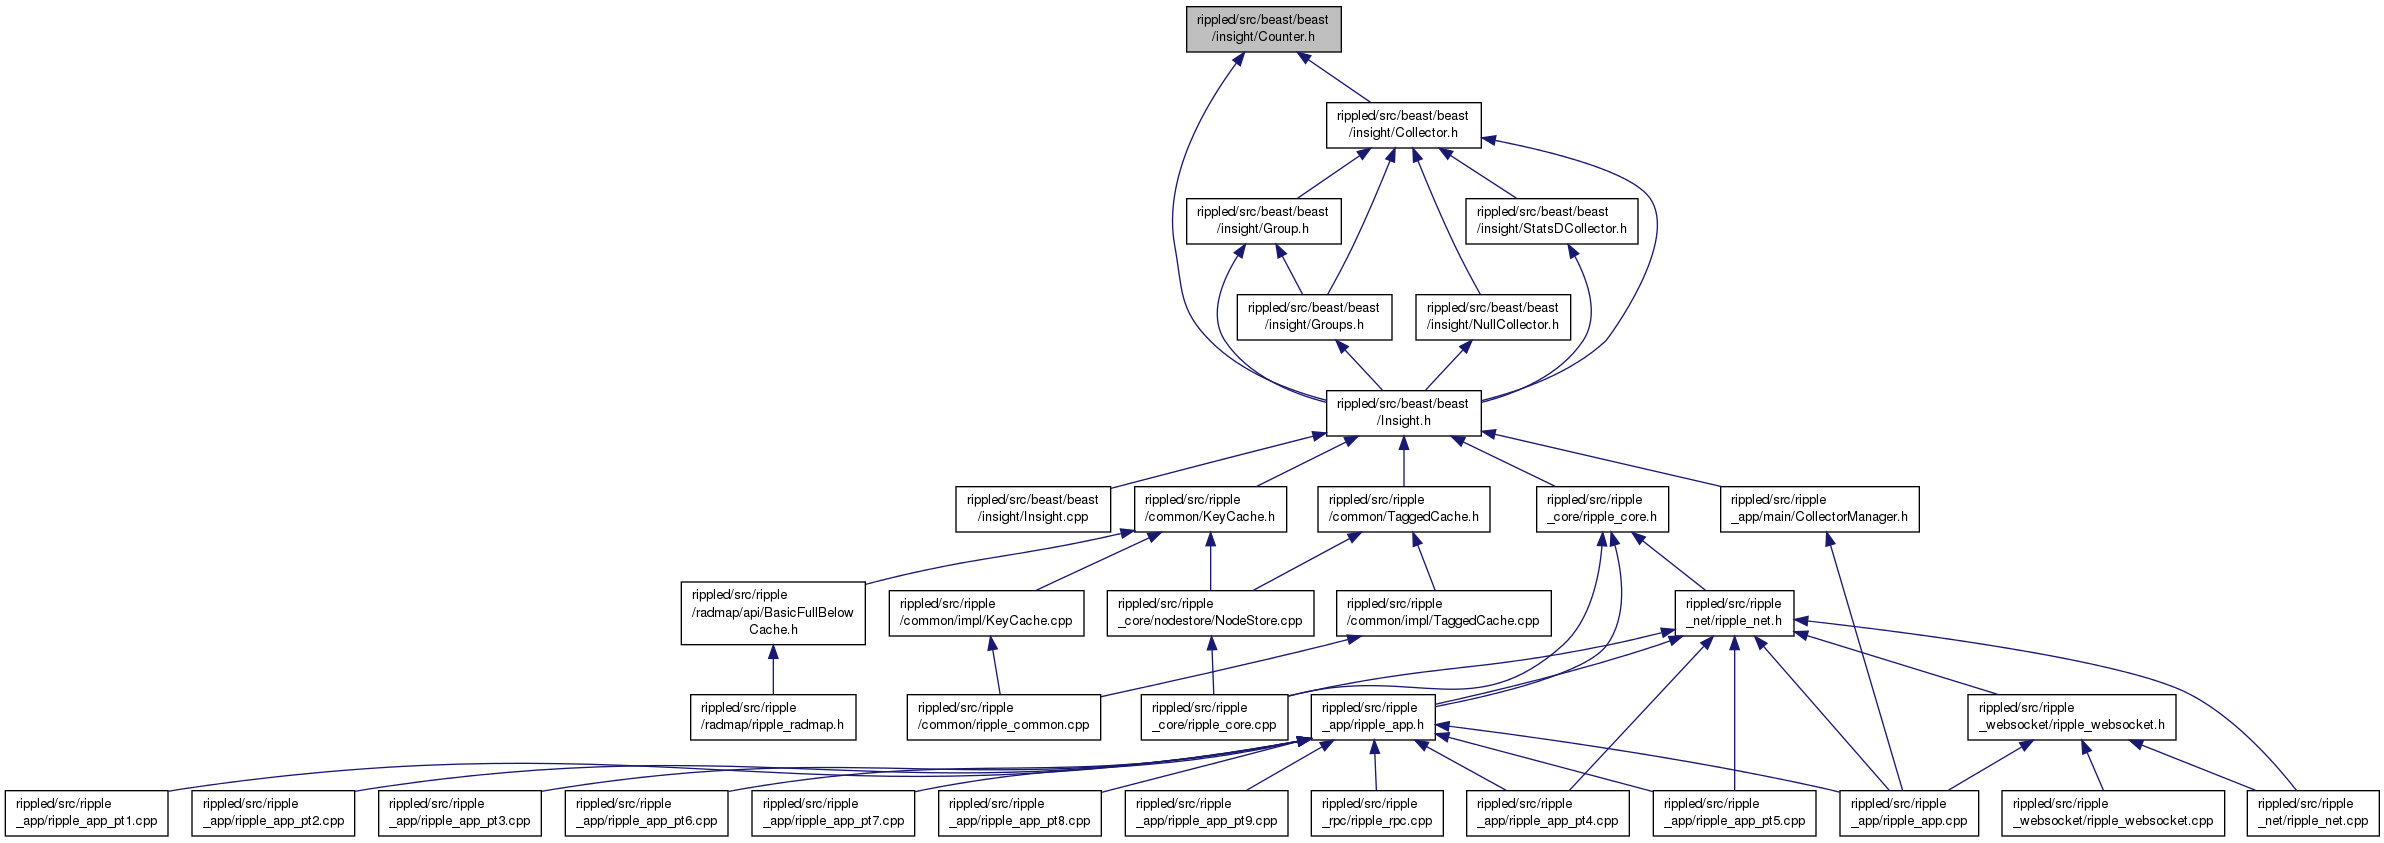 rippled/src/beast/beast
/insight/Counter.h
rippled/src/beast/beast
/insight/Collector.h
rippled/src/beast/beast
/insight/Group.h
rippled/src/beast/beast
/insight/StatsDCollector.h
rippled/src/beast/beast
/insight/Groups.h
rippled/src/beast/beast
/insight/NullCollector.h
rippled/src/beast/beast
/Insight.h
rippled/src/beast/beast
/insight/Insight.cpp
rippled/src/ripple
/common/KeyCache.h
rippled/src/ripple
/common/TaggedCache.h
rippled/src/ripple
_core/ripple_core.h
rippled/src/ripple
_app/main/CollectorManager.h
rippled/src/ripple
/radmap/api/BasicFullBelow
Cache.h
rippled/src/ripple
/common/impl/KeyCache.cpp
rippled/src/ripple
_core/nodestore/NodeStore.cpp
rippled/src/ripple
/common/impl/TaggedCache.cpp
rippled/src/ripple
_net/ripple_net.h
rippled/src/ripple
/radmap/ripple_radmap.h
rippled/src/ripple
/common/ripple_common.cpp
rippled/src/ripple
_core/ripple_core.cpp
rippled/src/ripple
_app/ripple_app.h
rippled/src/ripple
_websocket/ripple_websocket.h
rippled/src/ripple
_app/ripple_app_pt1.cpp
rippled/src/ripple
_app/ripple_app_pt2.cpp
rippled/src/ripple
_app/ripple_app_pt3.cpp
rippled/src/ripple
_app/ripple_app_pt6.cpp
rippled/src/ripple
_app/ripple_app_pt7.cpp
rippled/src/ripple
_app/ripple_app_pt8.cpp
rippled/src/ripple
_app/ripple_app_pt9.cpp
rippled/src/ripple
_rpc/ripple_rpc.cpp
rippled/src/ripple
_app/ripple_app_pt4.cpp
rippled/src/ripple
_app/ripple_app_pt5.cpp
rippled/src/ripple
_app/ripple_app.cpp
rippled/src/ripple
_websocket/ripple_websocket.cpp
rippled/src/ripple
_net/ripple_net.cpp